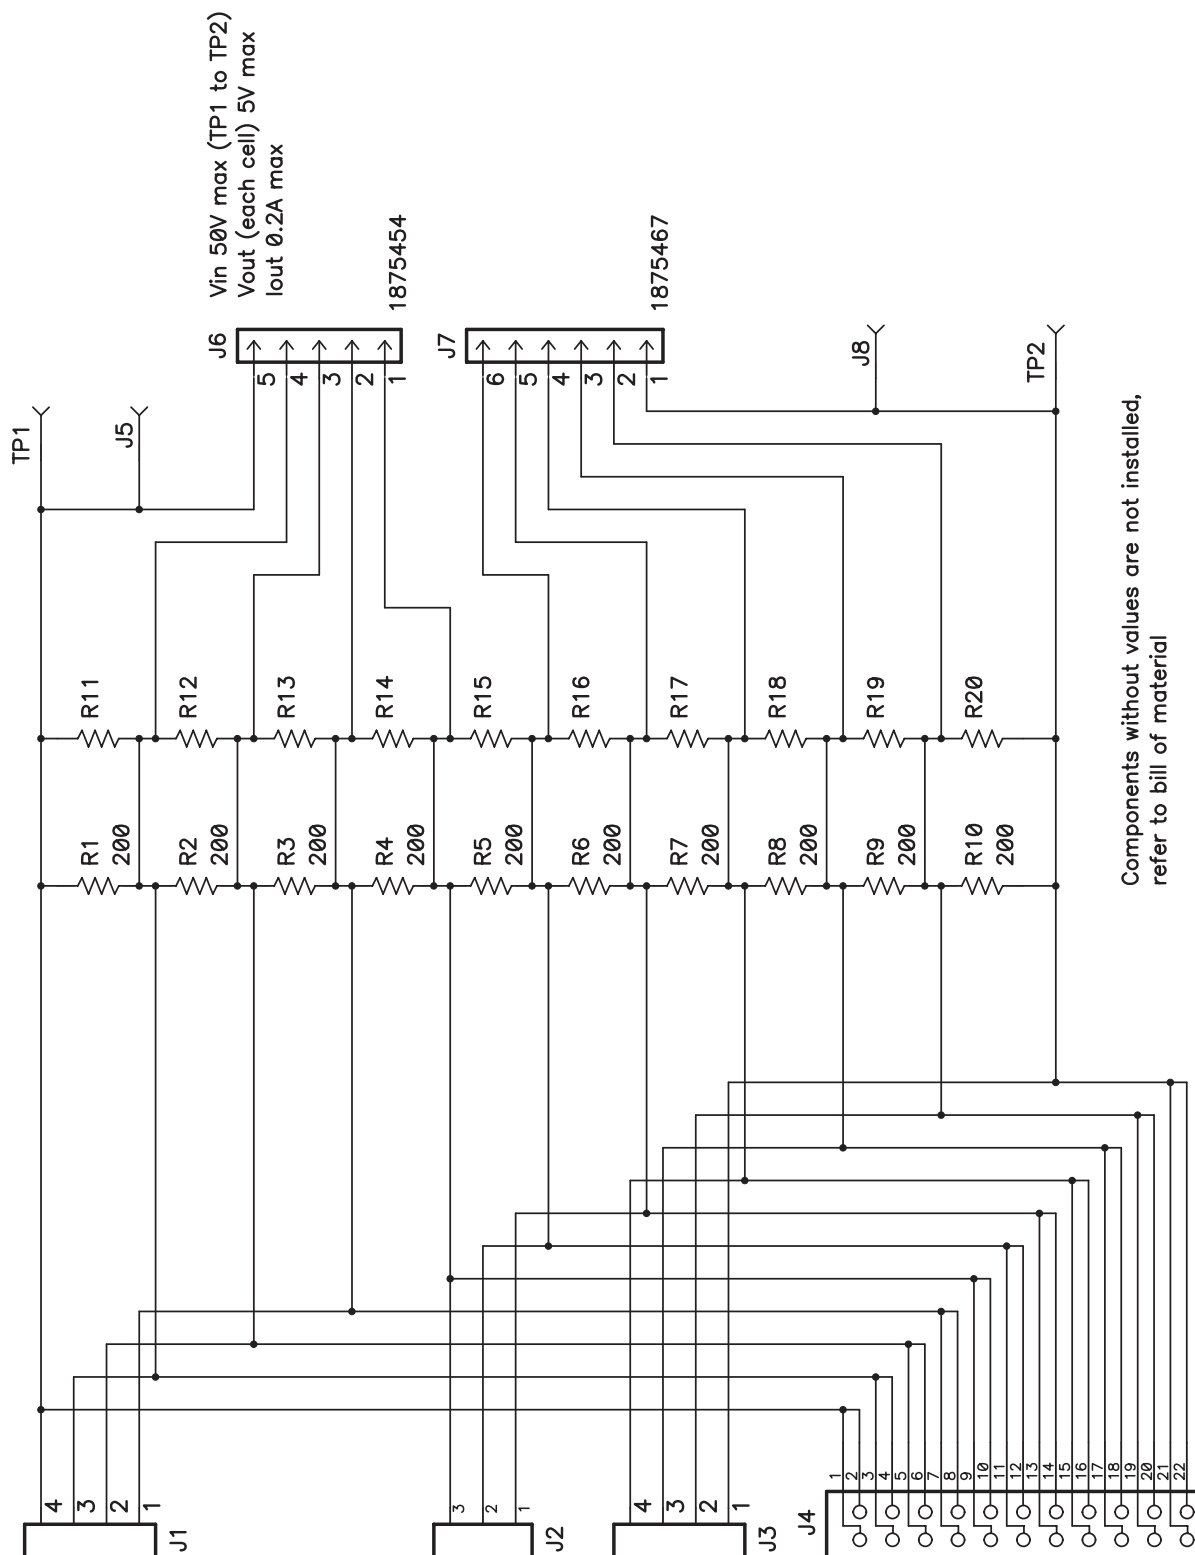 Vin 50V max (TP1 to TP2)
Vout (each cell) 5V max
Iout 0.2A max
TP1
J5
J6
5
4
3
2
1
1875454
J7
6
5
4
3
2
1
1875467
J8
TP2
R11
R12
R13
R14
R15
R16
R17
R18
R19
R20
R1
200
R2
200
R3
200
R4
200
R5
200
R6
200
R7
200
R8
200
R9
200
R10
200
Components without values are not installed,
refer to bill of material
4
3
2
1
J1
3
2
1
J2
4
3
2
1
J3
J4
1
2
3
4
5
6
7
8
9
10
11
12
13
14
15
16
17
18
19
20
21
22